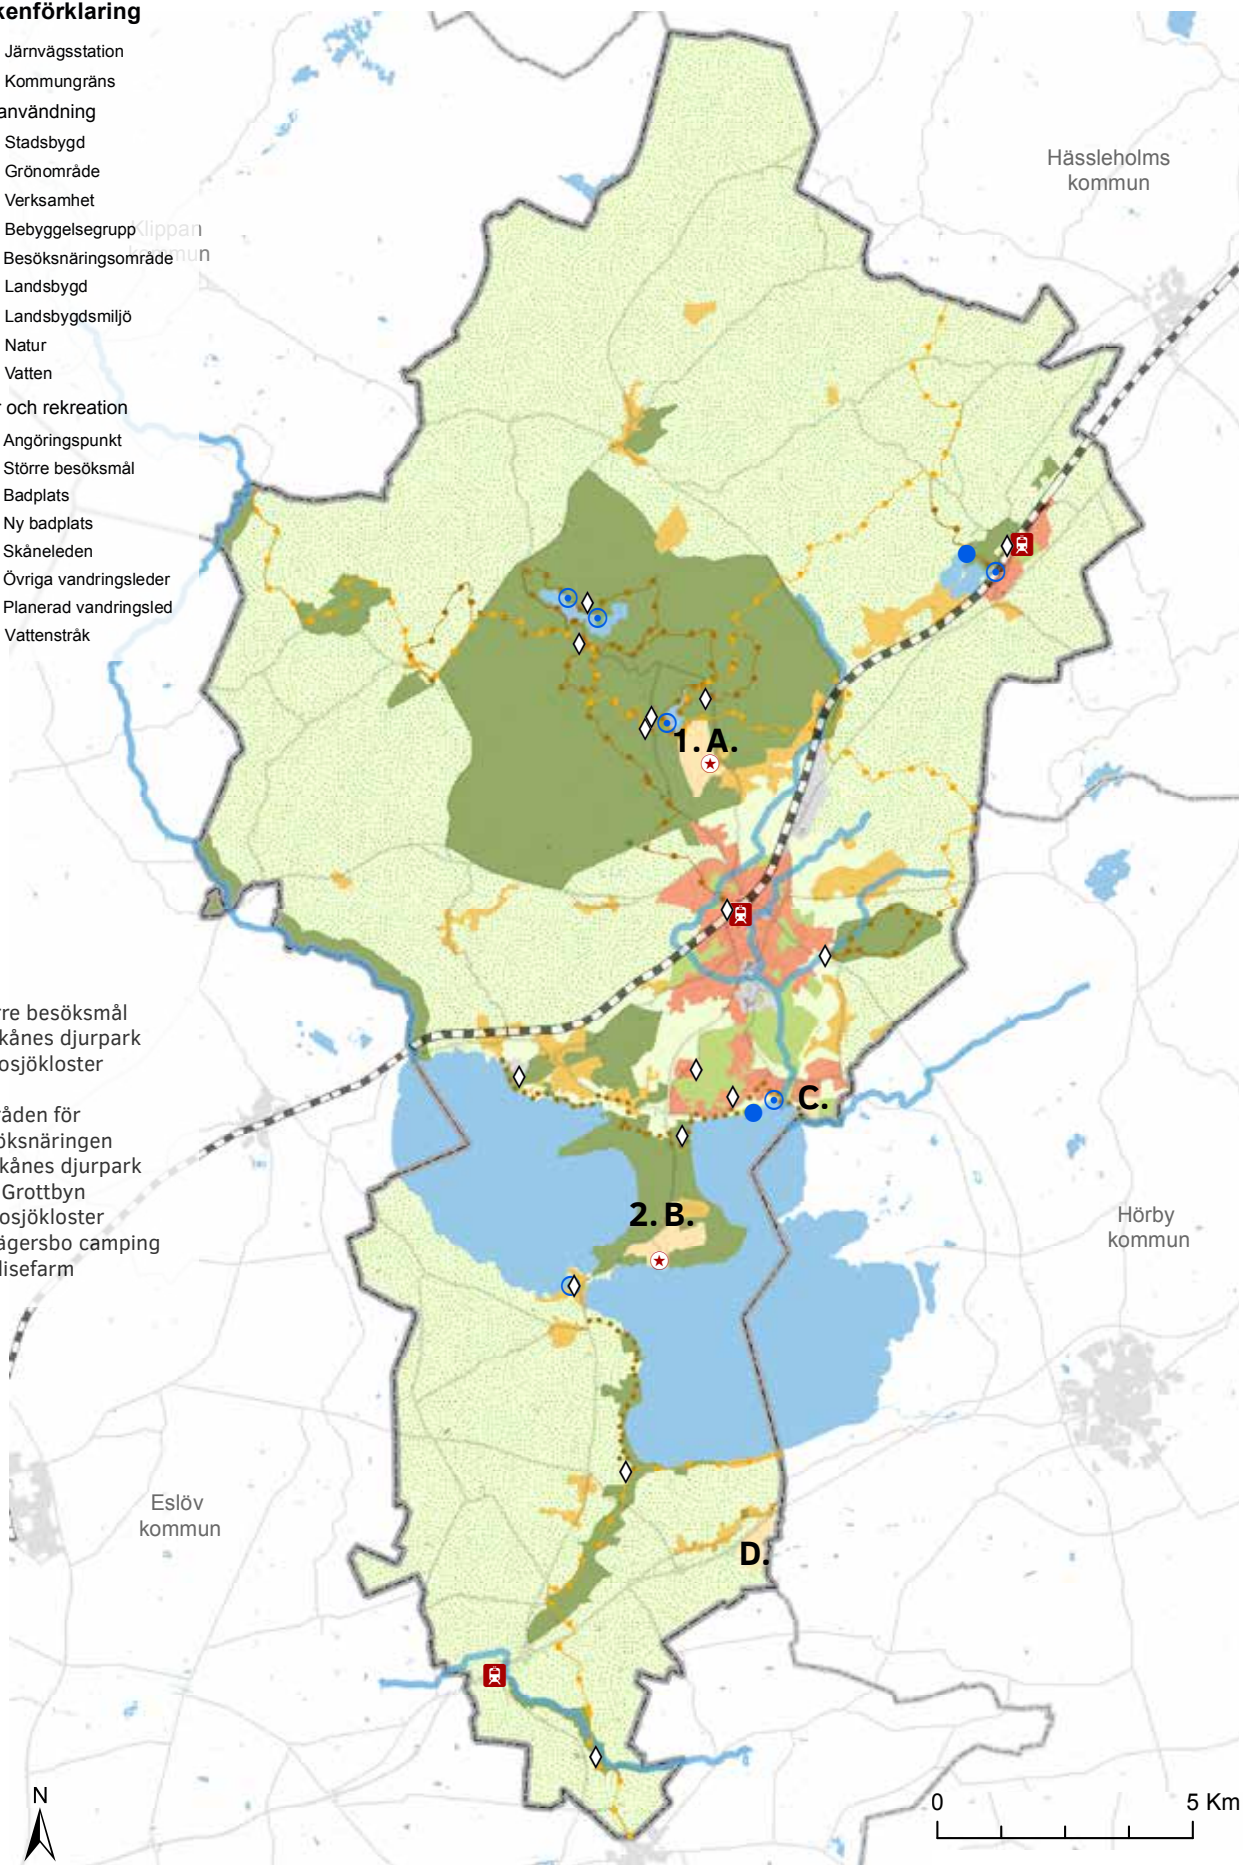 kenförklaring
Järnvägsstation
Kommungräns
användning
Stadsbygd
Grönområde
Verksamhet
Bebyggelsegrupp
Besöksnäringsområde
Landsbygd
Landsbygdsmiljö
Natur
Vatten
r och rekreation
Angöringspunkt
Större besöksmål
Badplats
Ny badplats
Skåneleden
Övriga vandringsleder
Planerad vandringsled
Vattenstråk
Klippan
kommun
Hässleholms
kommun
1. A.
rre besöksmål
kånes djurpark
osjökloster
råden för
öksnäringen
kånes djurpark
Grottbyn
osjökloster
ägersbo camping
lisefarm
C.
2. B.
Hörby
kommun
Eslöv
kommun
D.
N
0 5 Km